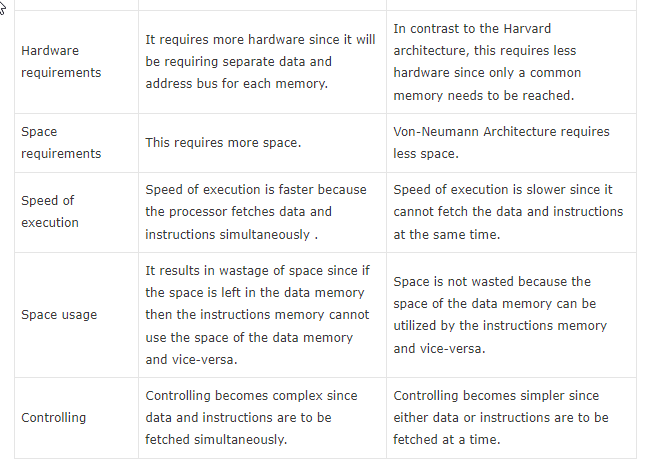 Hardware
requirements
It requires more hardware since it will
be requiring separate data and
address bus for each memory.
In contrast to the Harvard
architecture, this requires less
hardware since only a common
memory needs to be reached.
Space
requirements
This requires more space.
Von-Neumann Architecture requires
less space.
Speed of
execution
Speed of execution is faster because
the processor fetches data and
instructions simultaneously .
Speed of execution is slower since it
cannot fetch the data and instructions
at the same time.
Space usage
It results in wastage of space since if
the space is left in the data memory
then the instructions memory cannot
use the space of the data memory
and vice-versa.
Space is not wasted because the
space of the data memory can be
utilized by the instructions memory
and vice-versa.
Controlling
Controlling becomes complex since
data and instructions are to be
fetched simultaneously.
Controlling becomes simpler since
either data or instructions are to be
fetched at a time.